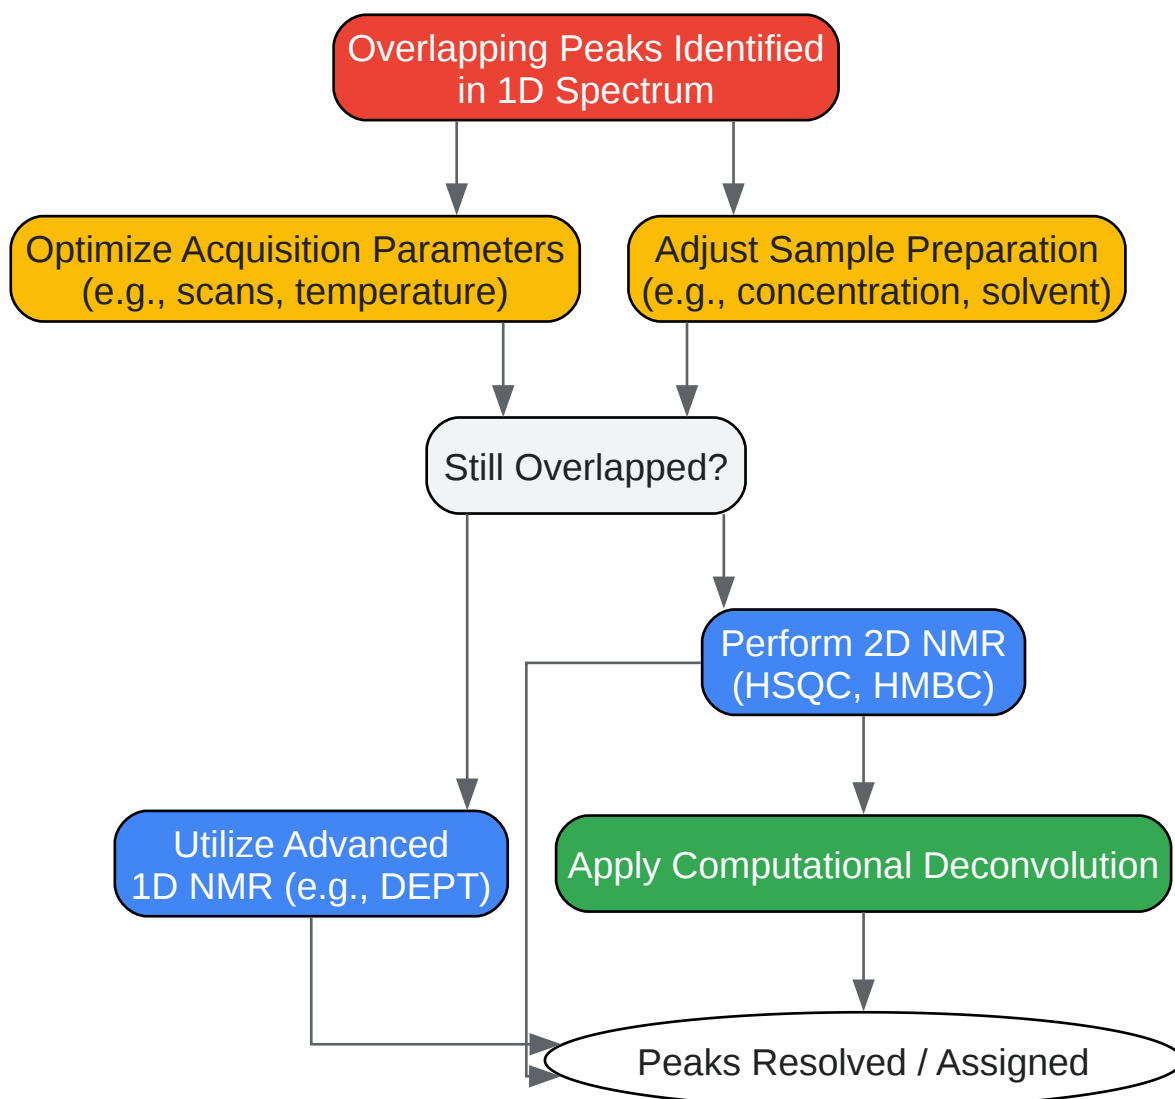 Overlapping Peaks Identified
in 1D Spectrum
Optimize Acquisition Parameters
(e.g., scans, temperature)
Adjust Sample Preparation
(e.g., concentration, solvent)
Still Overlapped?
Perform 2D NMR
(HSQC, HMBC)
Utilize Advanced
1D NMR (e.g., DEPT)
Apply Computational Deconvolution
Peaks Resolved / Assigned